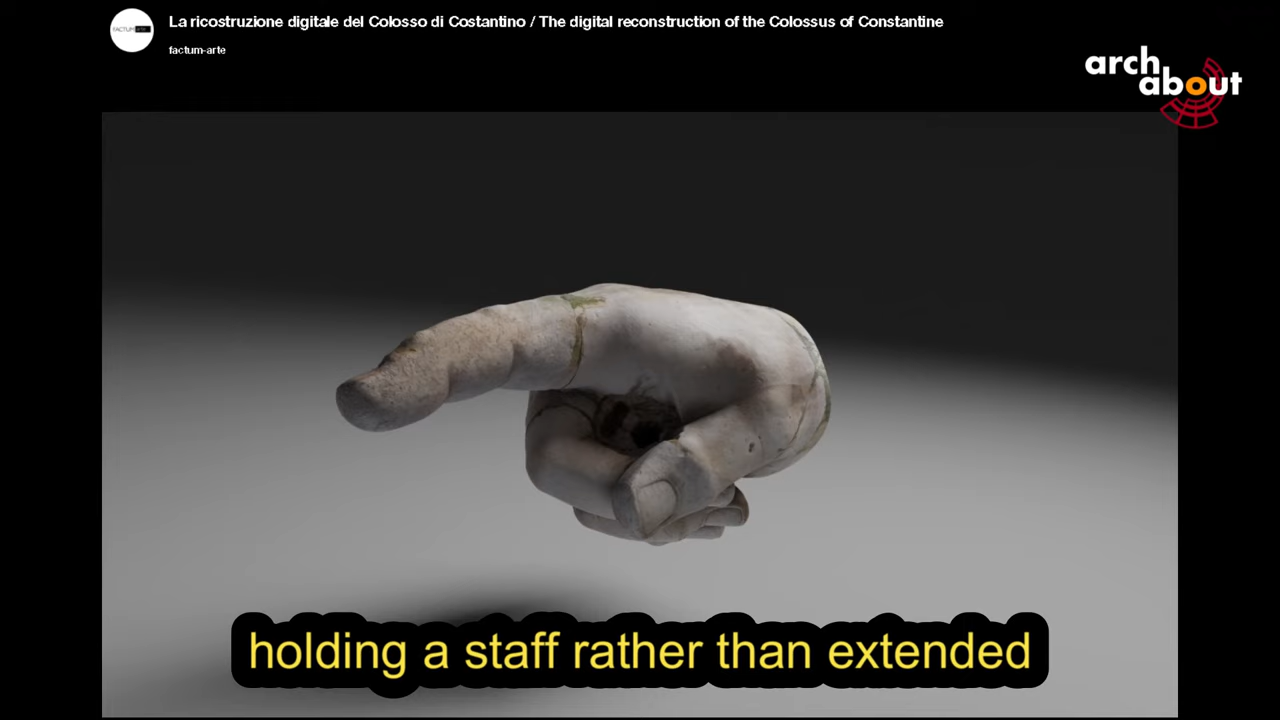 La ricostruzione digitale del Colosso di Costantino / The digital reconstruction of the Colossus of Constantine
factum-arte
FACTUM
arch
about
holding a staff rather than extended